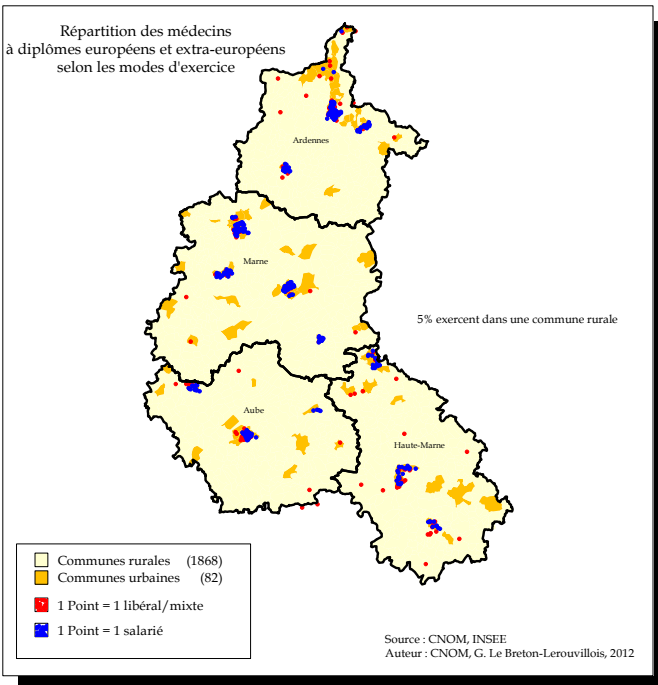 Répartition des médecins
à diplômes européens et extra-européens
selon les modes d'exercice
Ardennes
Marne
5% exercent dans une commune rurale
Aube
Haute-Marne
Communes rurales (1868)
Communes urbaines (82)
1 Point = 1 libéral/mixte
1 Point = 1 salarié
Source : CNOM, INSEE
Auteur : CNOM, G. Le Breton-Lerouvillois, 2012